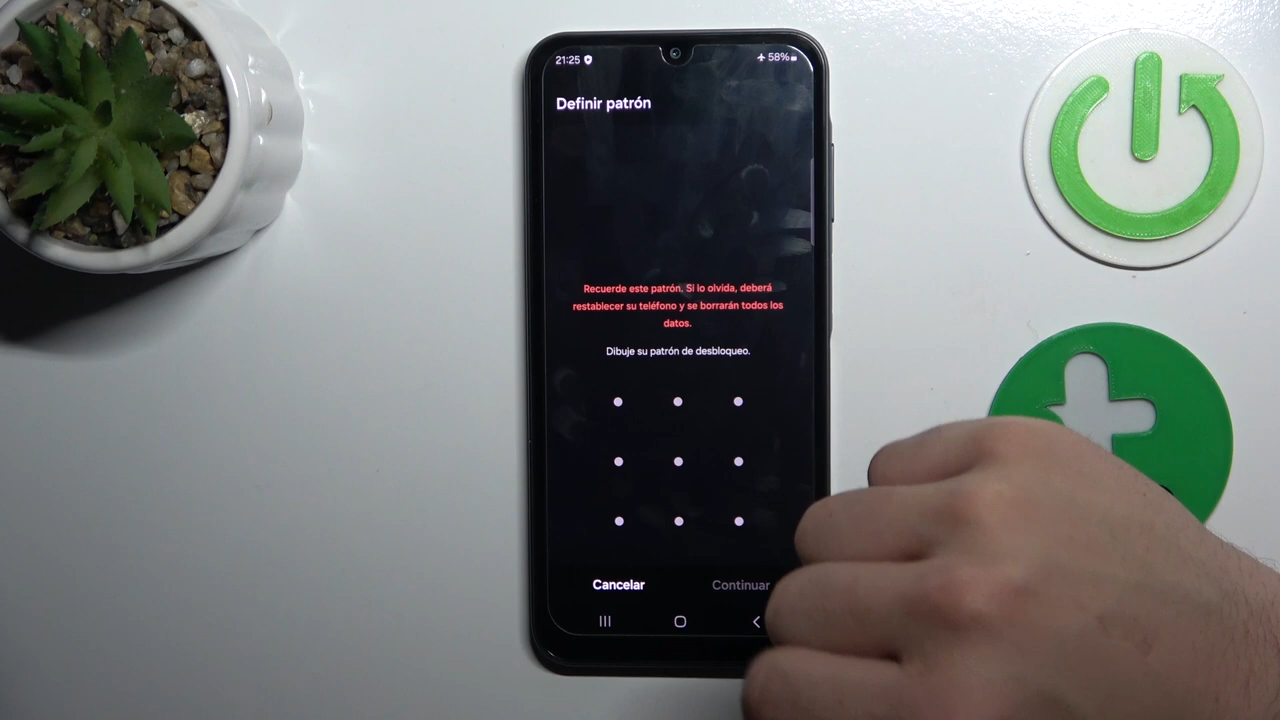 21:25
58%
Definir patrón
Recuerde este patrón. Si lo olvida, deberá
restablecer su teléfono y se borrarán todos los
datos.
Dibuje su patrón de desbloqueo.
Cancelar
Continuar